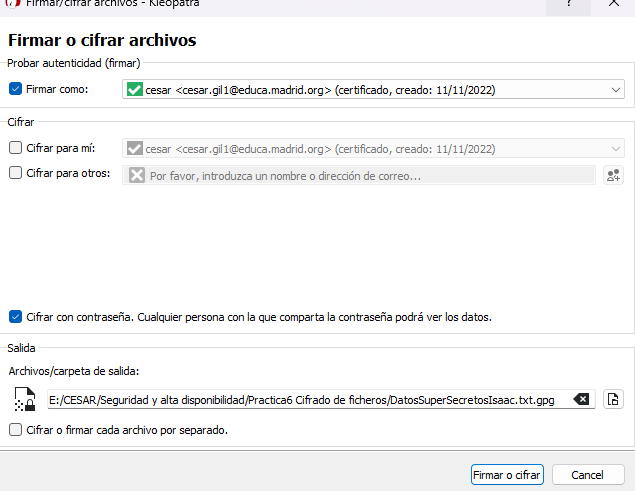 Firmar/cifrar archivos - Kleopatra
?
Firmar o cifrar archivos
Probar autenticidad (firmar)
Firmar como:
cesar <cesar.gil1@educa.madrid.org> (certificado, creado: 11/11/2022)
Cifrar
Cifrar para mí:
cesar <cesar.gil1@educa.madrid.org> (certificado, creado: 11/11/2022)
Cifrar para otros:
Por favor, introduzca un nombre o dirección de correo...
Cifrar con contraseña. Cualquier persona con la que comparta la contraseña podrá ver los datos.
Salida
Archivos/carpeta de salida:
E:/CESAR/Seguridad y alta disponibilidad/Practica6 Cifrado de ficheros/DatosSuperSecretosIsaac.txt.gpg
Cifrar o firmar cada archivo por separado.
Firmar o cifrar
Cancel